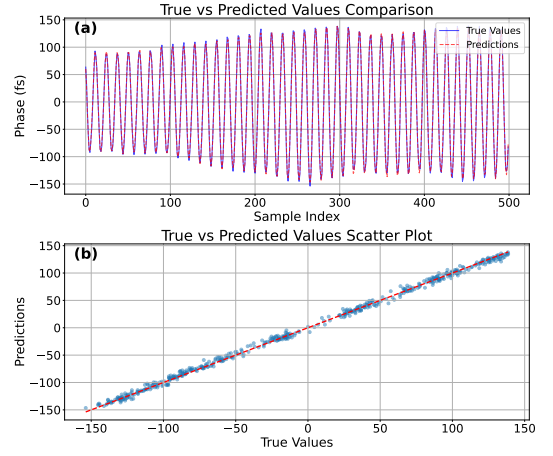 True vs Predicted Values Comparison
(a)
True Values
Predictions
150
100
50
0
−50
−100
−150
Phase (fs)
0
100
200
300
400
500
Sample Index
True vs Predicted Values Scatter Plot
(b)
150
100
50
0
−50
−100
−150
Predictions
−150
−100
−50
0
50
100
150
True Values